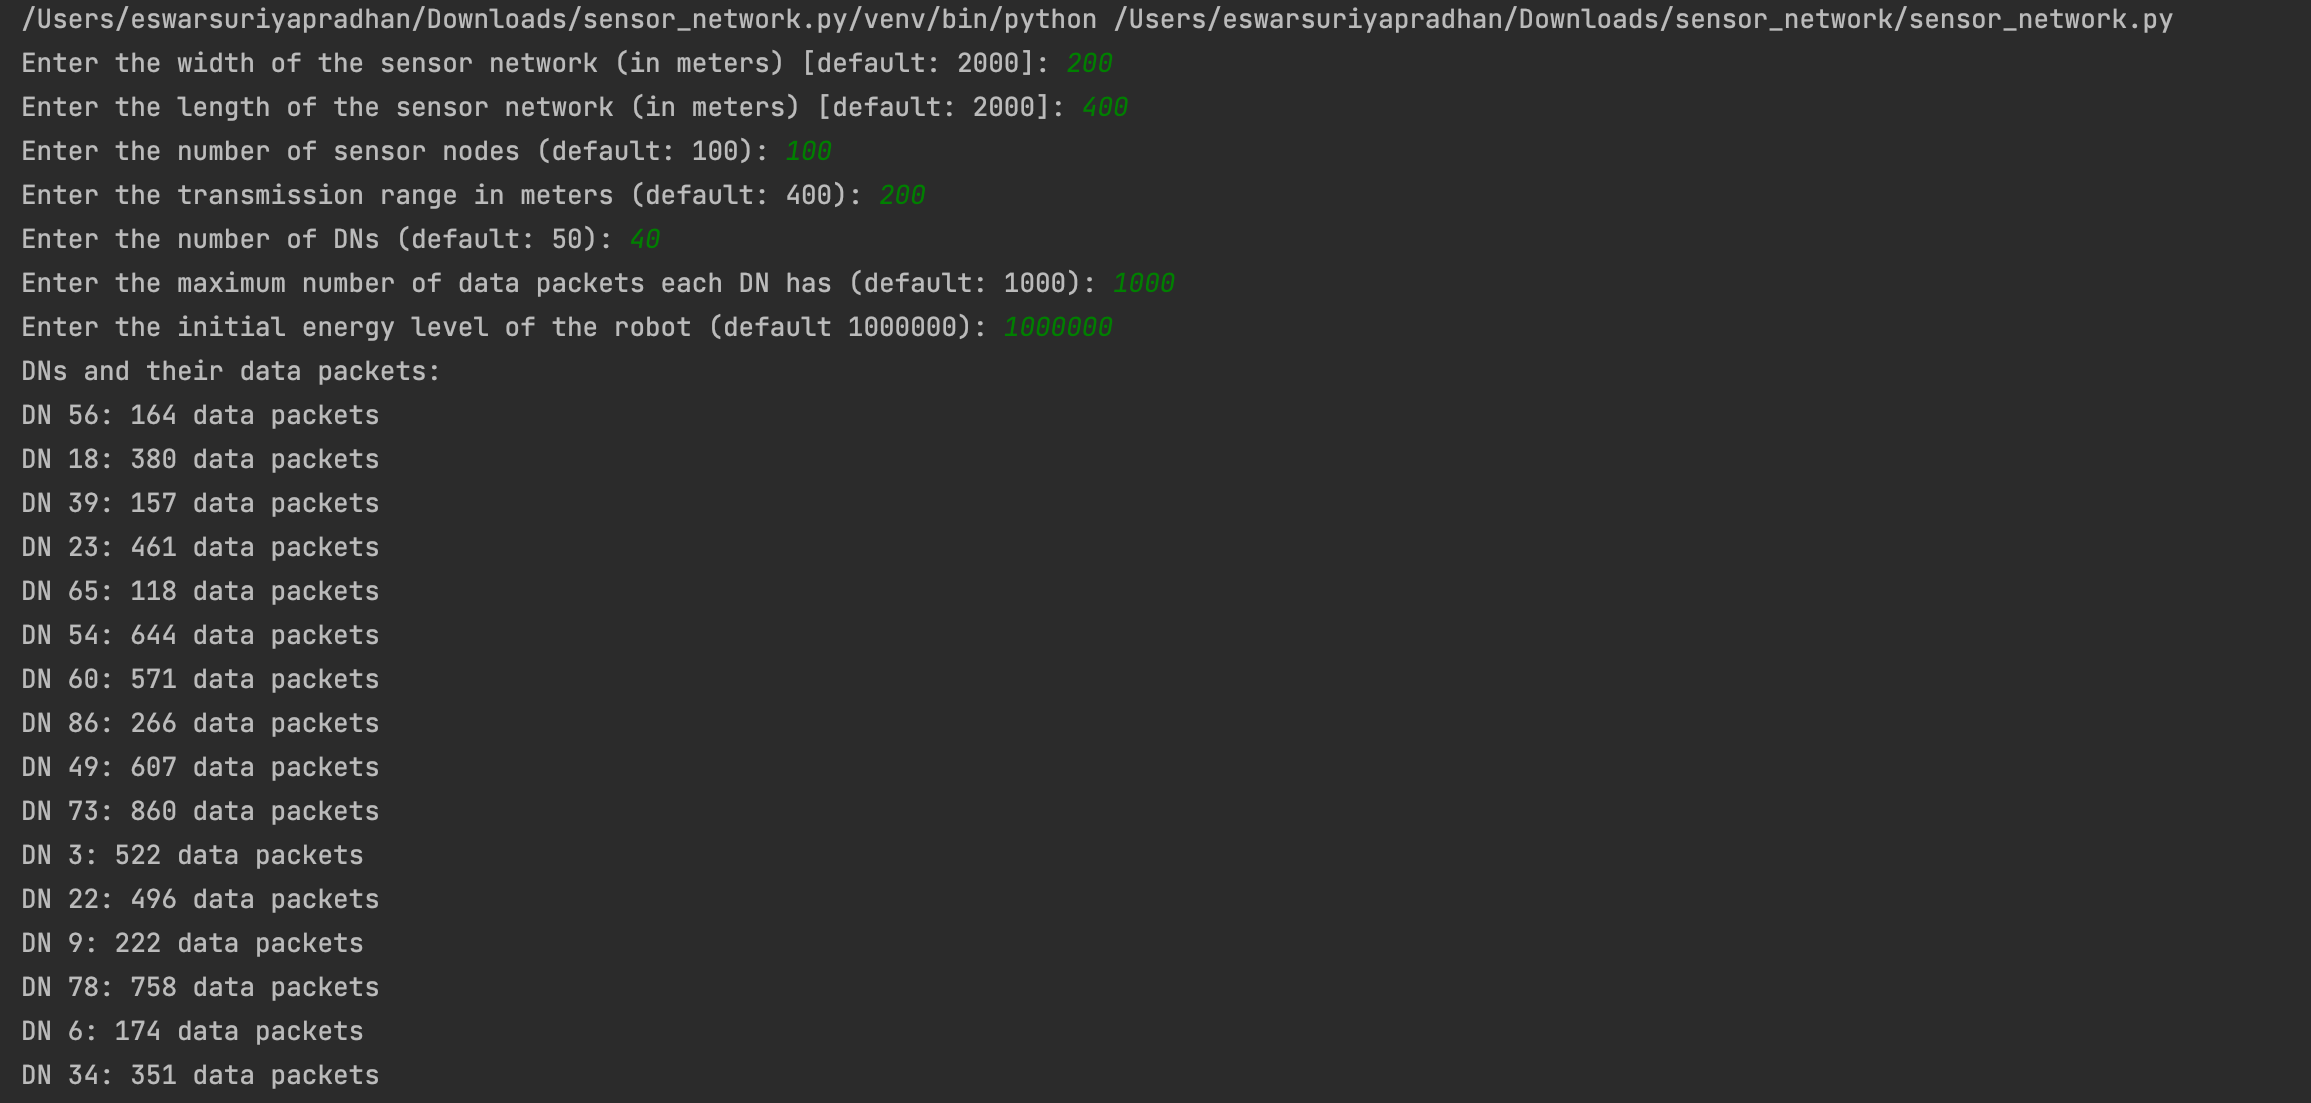 /Users/eswarsuriyapradhan/Downloads/sensor_network.py/venv/bin/python /Users/eswarsuriyapradhan/Downloads/sensor_network/sensor_network.py
Enter the width of the sensor network (in meters) [default: 2000]: 200
Enter the length of the sensor network (in meters) [default: 2000]: 400
Enter the number of sensor nodes (default: 100): 100
Enter the transmission range in meters (default: 400): 200
Enter the number of DNs (default: 50): 40
Enter the maximum number of data packets each DN has (default: 1000): 1000
Enter the initial energy level of the robot (default 1000000): 1000000
DNs and their data packets:
DN 56: 164 data packets
DN 18: 380 data packets
DN 39: 157 data packets
DN 23: 461 data packets
DN 65: 118 data packets
DN 54: 644 data packets
DN 60: 571 data packets
DN 86: 266 data packets
DN 49: 607 data packets
DN 73: 860 data packets
DN 3: 522 data packets
DN 22: 496 data packets
DN 9: 222 data packets
DN 78: 758 data packets
DN 6: 174 data packets
DN 34: 351 data packets